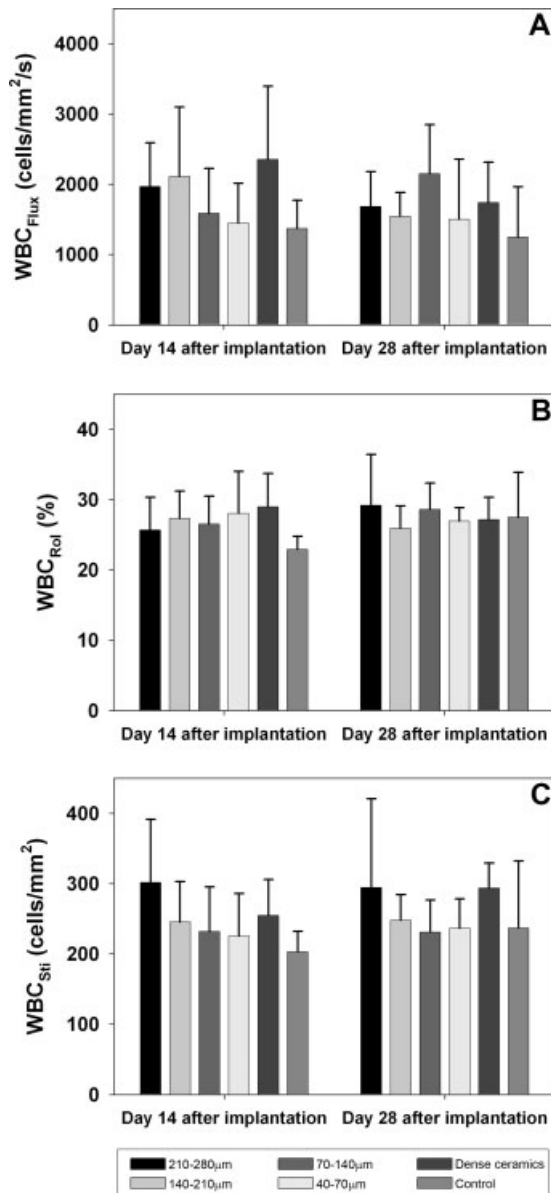 A
WBCFlux (cells/mm²/s)
4000
3000
2000
1000
0
Day 14 after implantation Day 28 after implantation
B
WBCRol (%)
40
30
20
10
0
Day 14 after implantation Day 28 after implantation
C
WBCSti (cells/mm²)
400
300
200
100
0
Day 14 after implantation Day 28 after implantation
210-280µm 70-140µm Dense ceramics
140-210µm 40-70µm Control